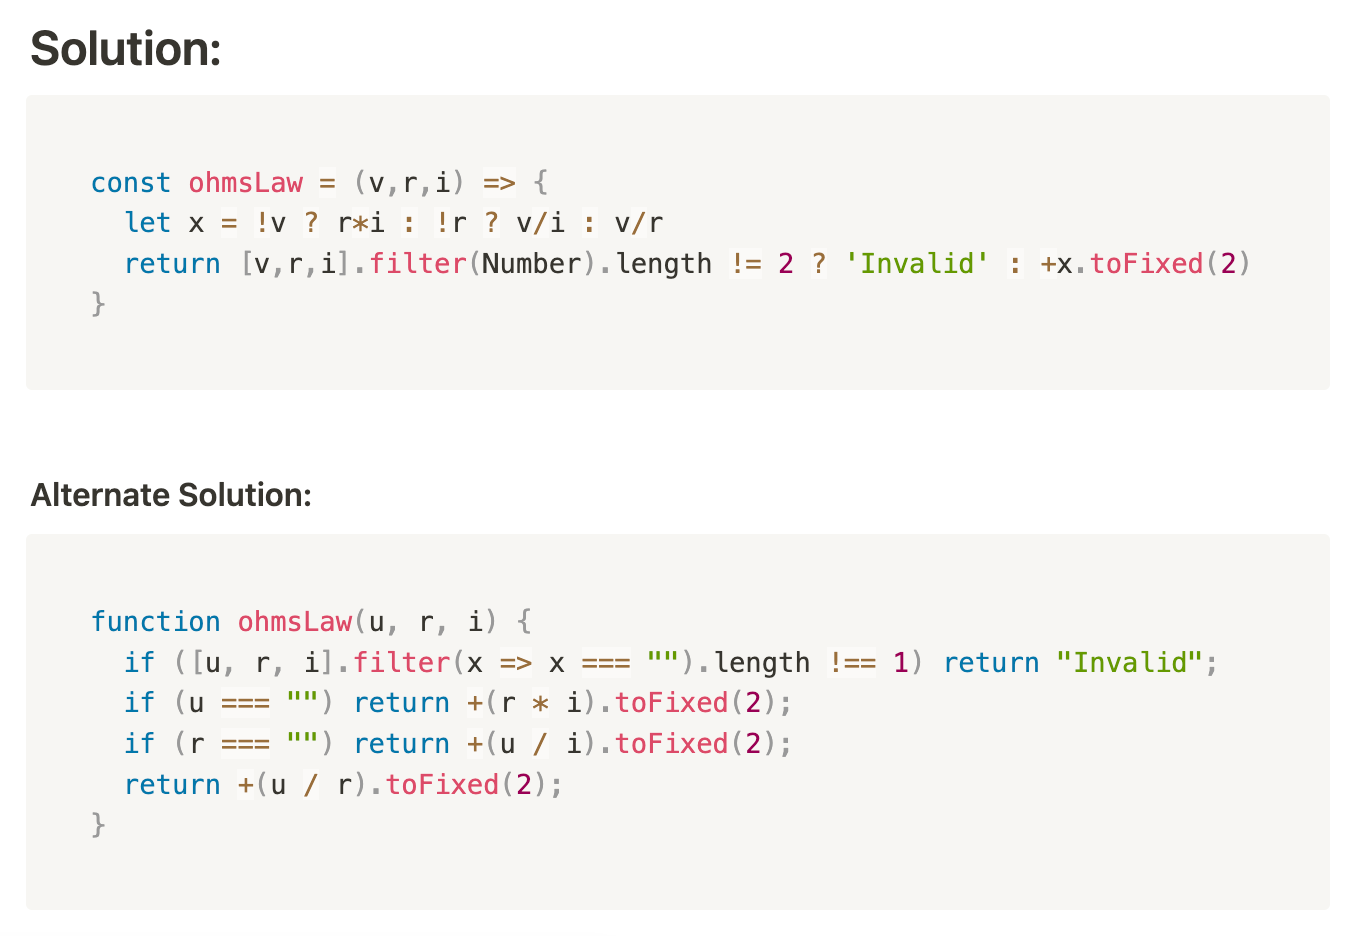 Solution:
const ohmsLaw = (v,r,i) => {
  let x = !v ? r*i : !r ? v/i : v/r
  return [v,r,i].filter(Number).length != 2 ? 'Invalid' : +x.toFixed(2)
}
Alternate Solution:
function ohmsLaw(u, r, i) {
  if ([u, r, i].filter(x => x === "").length !== 1) return "Invalid";
  if (u === "") return +(r * i).toFixed(2);
  if (r === "") return +(u / i).toFixed(2);
  return +(u / r).toFixed(2);
}